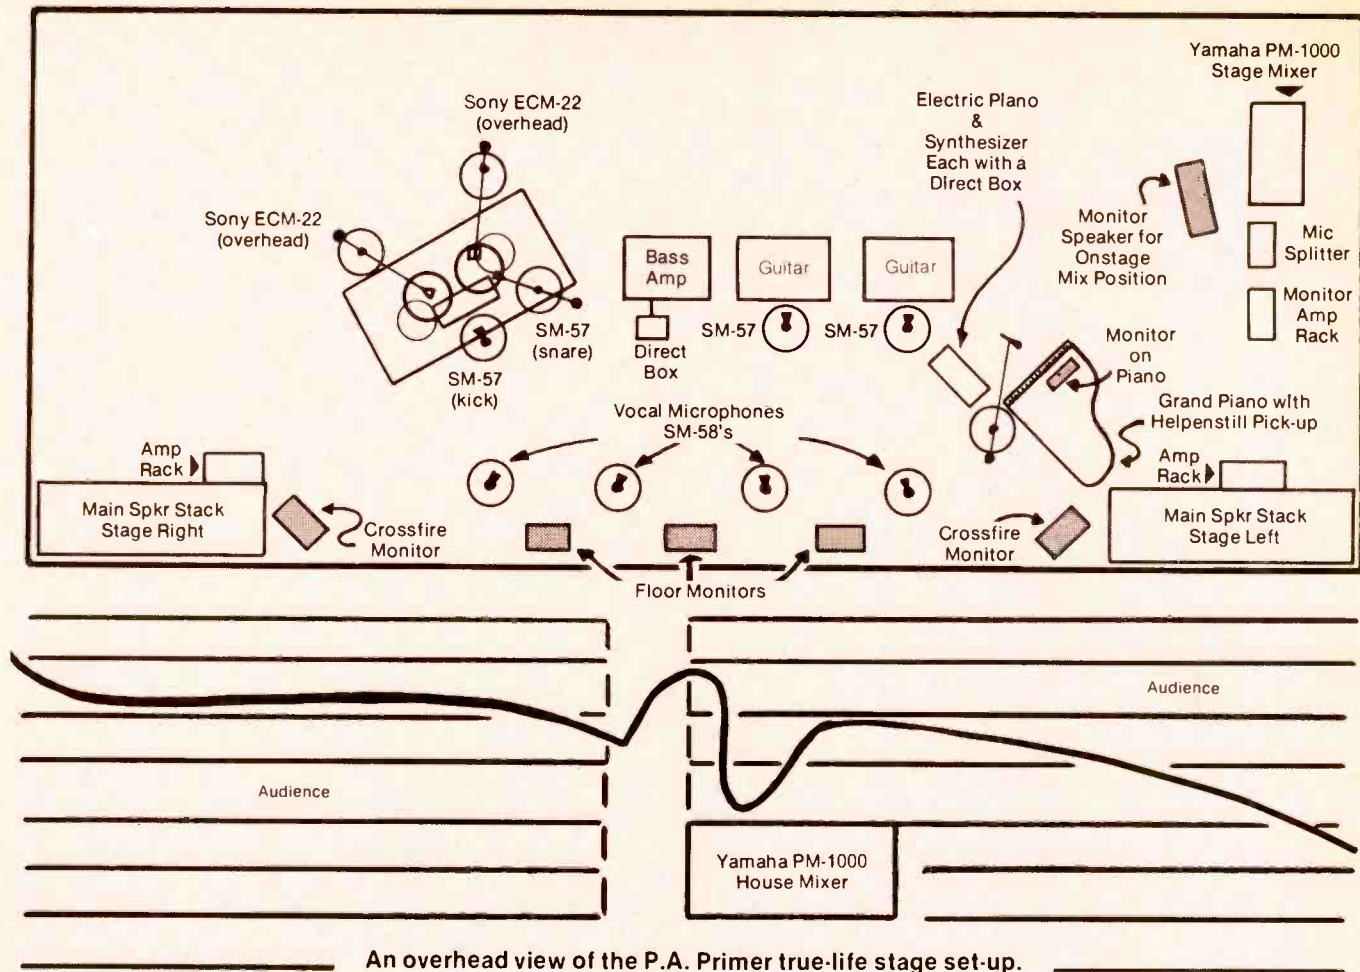 Yamaha PM-1000
Stage Mixer
Sony ECM-22
(overhead)
Electric Piano
&
Synthesizer
Each with a
Direct Box
Sony ECM-22
(overhead)
Monitor
Speaker for
Onstage
Mix Position
Mic
Splitter
Bass
Amp
Guitar
Guitar
Monitor
Amp
Rack
SM-57
(snare)
Direct
Box
SM-57
SM-57
Monitor
on
Piano
SM-57
(kick)
Vocal Microphones
SM-58's
Grand Piano with
Helpenstill Pick-up
Amp
Rack
Amp
Rack
Main Spkr Stack
Stage Right
Crossfire
Monitor
Crossfire
Monitor
Main Spkr Stack
Stage Left
Floor Monitors
Audience
Audience
Yamaha PM-1000
House Mixer
An overhead view of the P.A. Primer true-life stage set-up.